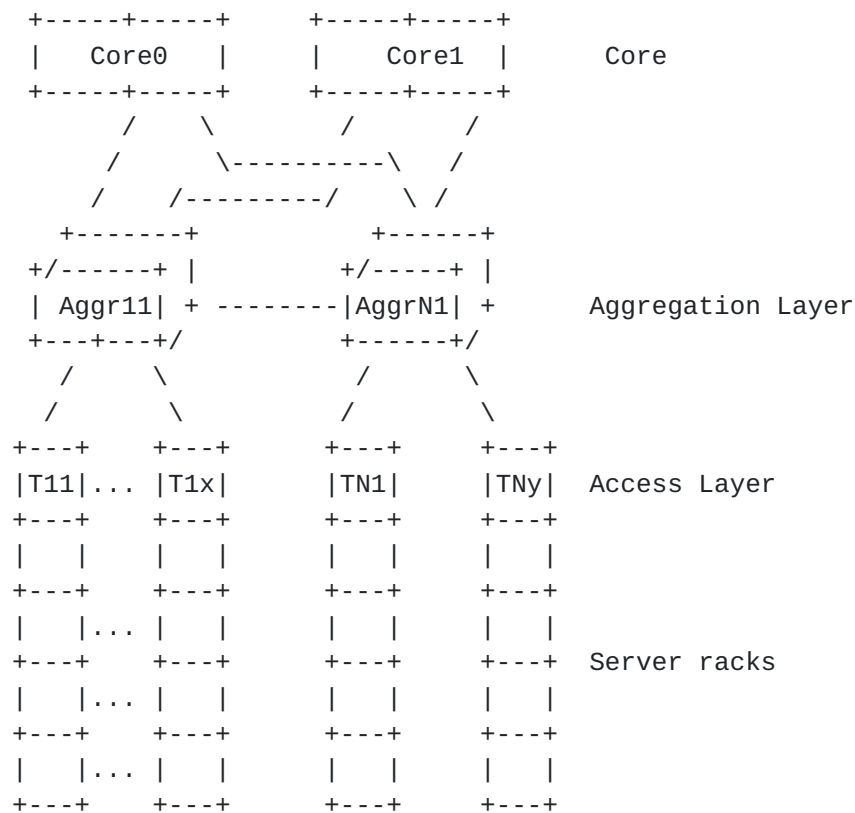 Core0 Core1 Core
Aggr11 AggrN1 Aggregation Layer
T11 ... T1x TN1 TNy Access Layer
...
Server racks
...
...